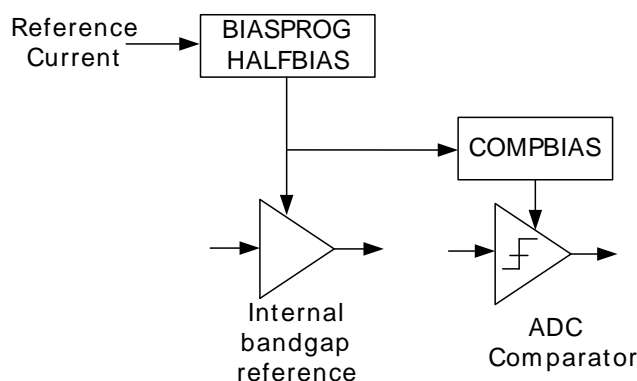 Reference
Current
BIASPROG
HALFBIAS
COMPBIAS
Internal
bandgap
reference
ADC
Comparator